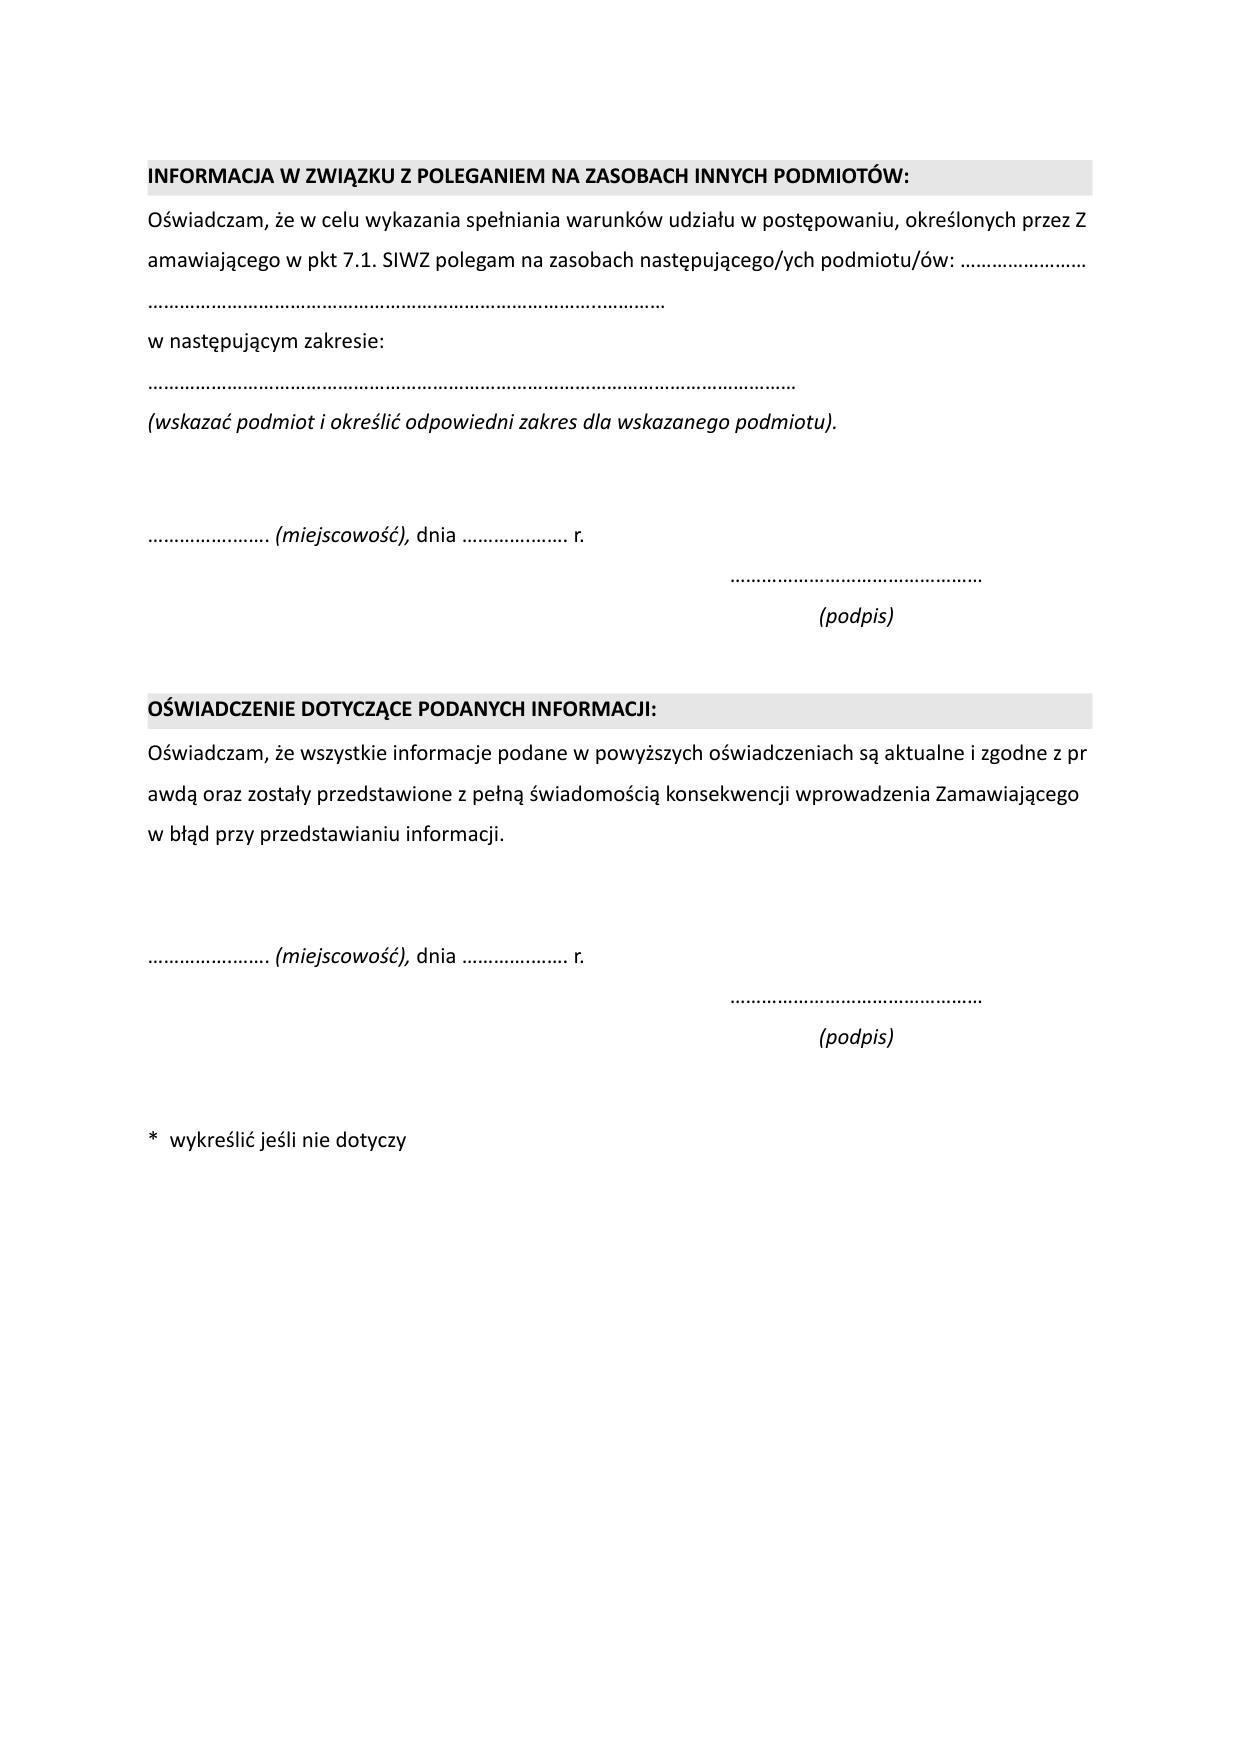 INFORMACJA W ZWIĄZKU Z POLEGANIEM NA ZASOBACH INNYCH PODMIOTÓW:
Oświadczam, że w celu wykazania spełniania warunków udziału w postępowaniu, określonych przez Z
amawiającego w pkt 7.1. SIWZ polegam na zasobach następującego/ych podmiotu/ów: ……………………
…………………………………………………………………………..…………
w następującym zakresie:
……………………………………………………………………………………………………………
(wskazać podmiot i określić odpowiedni zakres dla wskazanego podmiotu).
…………….……. (miejscowość), dnia ………….……. r.
…………………………………………
(podpis)
OŚWIADCZENIE DOTYCZĄCE PODANYCH INFORMACJI:
Oświadczam, że wszystkie informacje podane w powyższych oświadczeniach są aktualne i zgodne z pr
awdą oraz zostały przedstawione z pełną świadomością konsekwencji wprowadzenia Zamawiającego
w błąd przy przedstawianiu informacji.
…………….……. (miejscowość), dnia ………….……. r.
…………………………………………
(podpis)
* wykreślić jeśli nie dotyczy